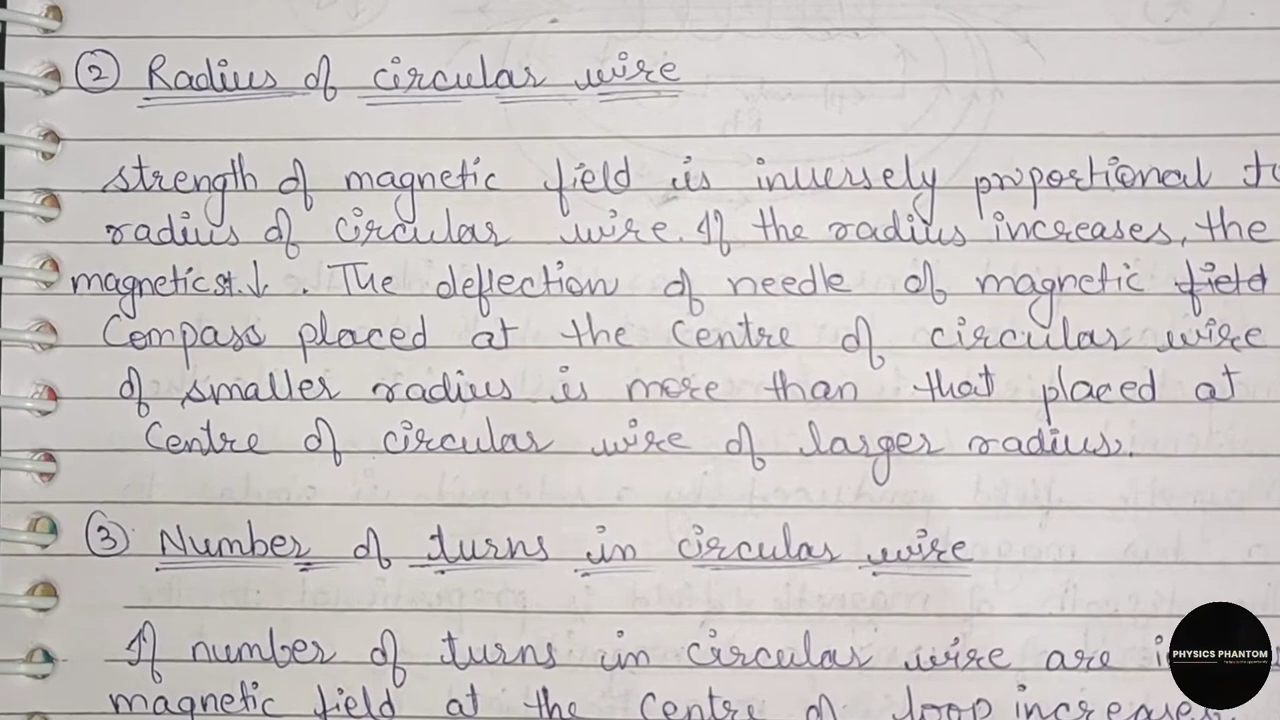 ② Radius of circular wire
strength of magnetic field is inversely proportional to
radius of circular wire. If the radius increases, the
magnetic st. ↓. The deflection of needle of magnetic field
Compass placed at the centre of circular wire
of smaller radius is more than that placed at
Centre of circular wire of larger radius.
③ Number of turns in circular wire
If number of turns in circular wire are
magnetic field at the centre of loop increases
PHYSICS PHANTOM